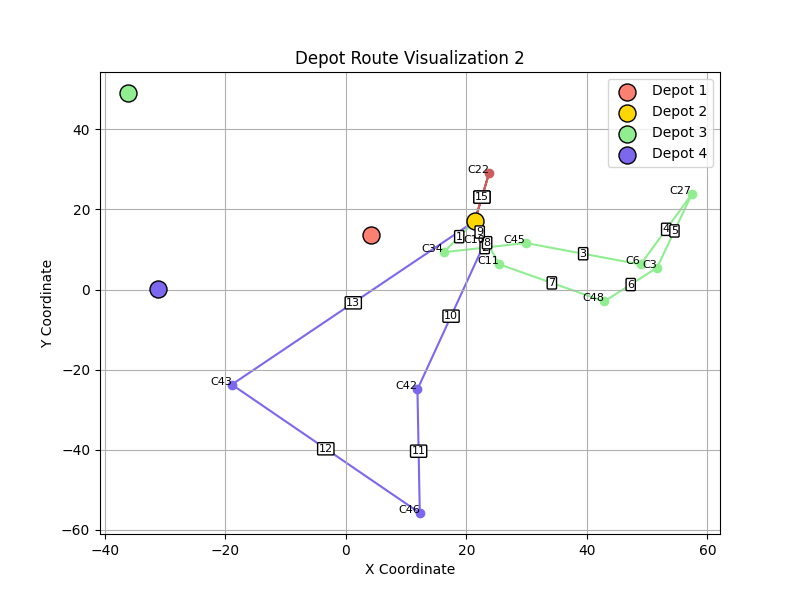 Depot Route Visualization 2
Depot 1
Depot 2
Depot 3
Depot 4
40
20
0
−20
−40
−60
Y Coordinate
−40
−20
0
20
40
60
X Coordinate
C22
15
C27
9
1
8
C34
C45
4
5
3
C11
C6
C3
7
6
C48
13
10
C43
C42
12
11
C46